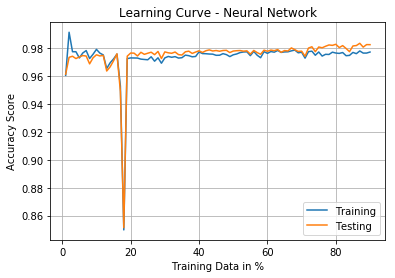 Learning Curve - Neural Network
0.98
0.96
0.94
0.92
0.90
0.88
0.86
Accuracy Score
0
20
40
60
80
Training Data in %
Training
Testing